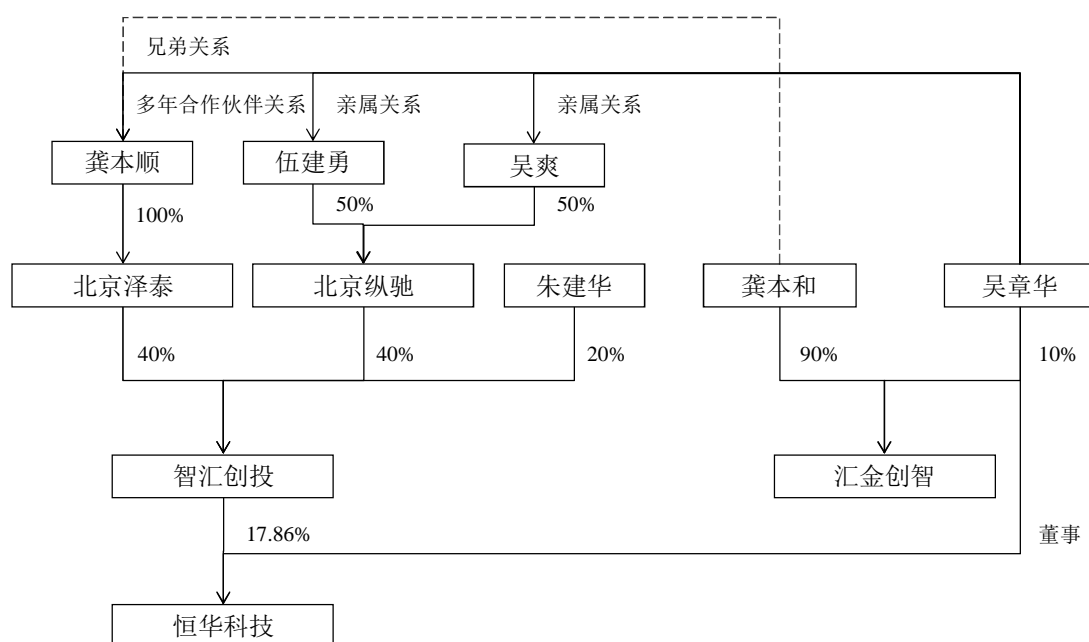 兄弟关系
多年合作伙伴关系 亲属关系 亲属关系
龚本顺 伍建勇 吴爽
100% 50% 50%
北京泽泰 北京纵驰 朱建华 龚本和 吴章华
40% 40% 20% 90% 10%
智汇创投 汇金创智
17.86% 董事
恒华科技